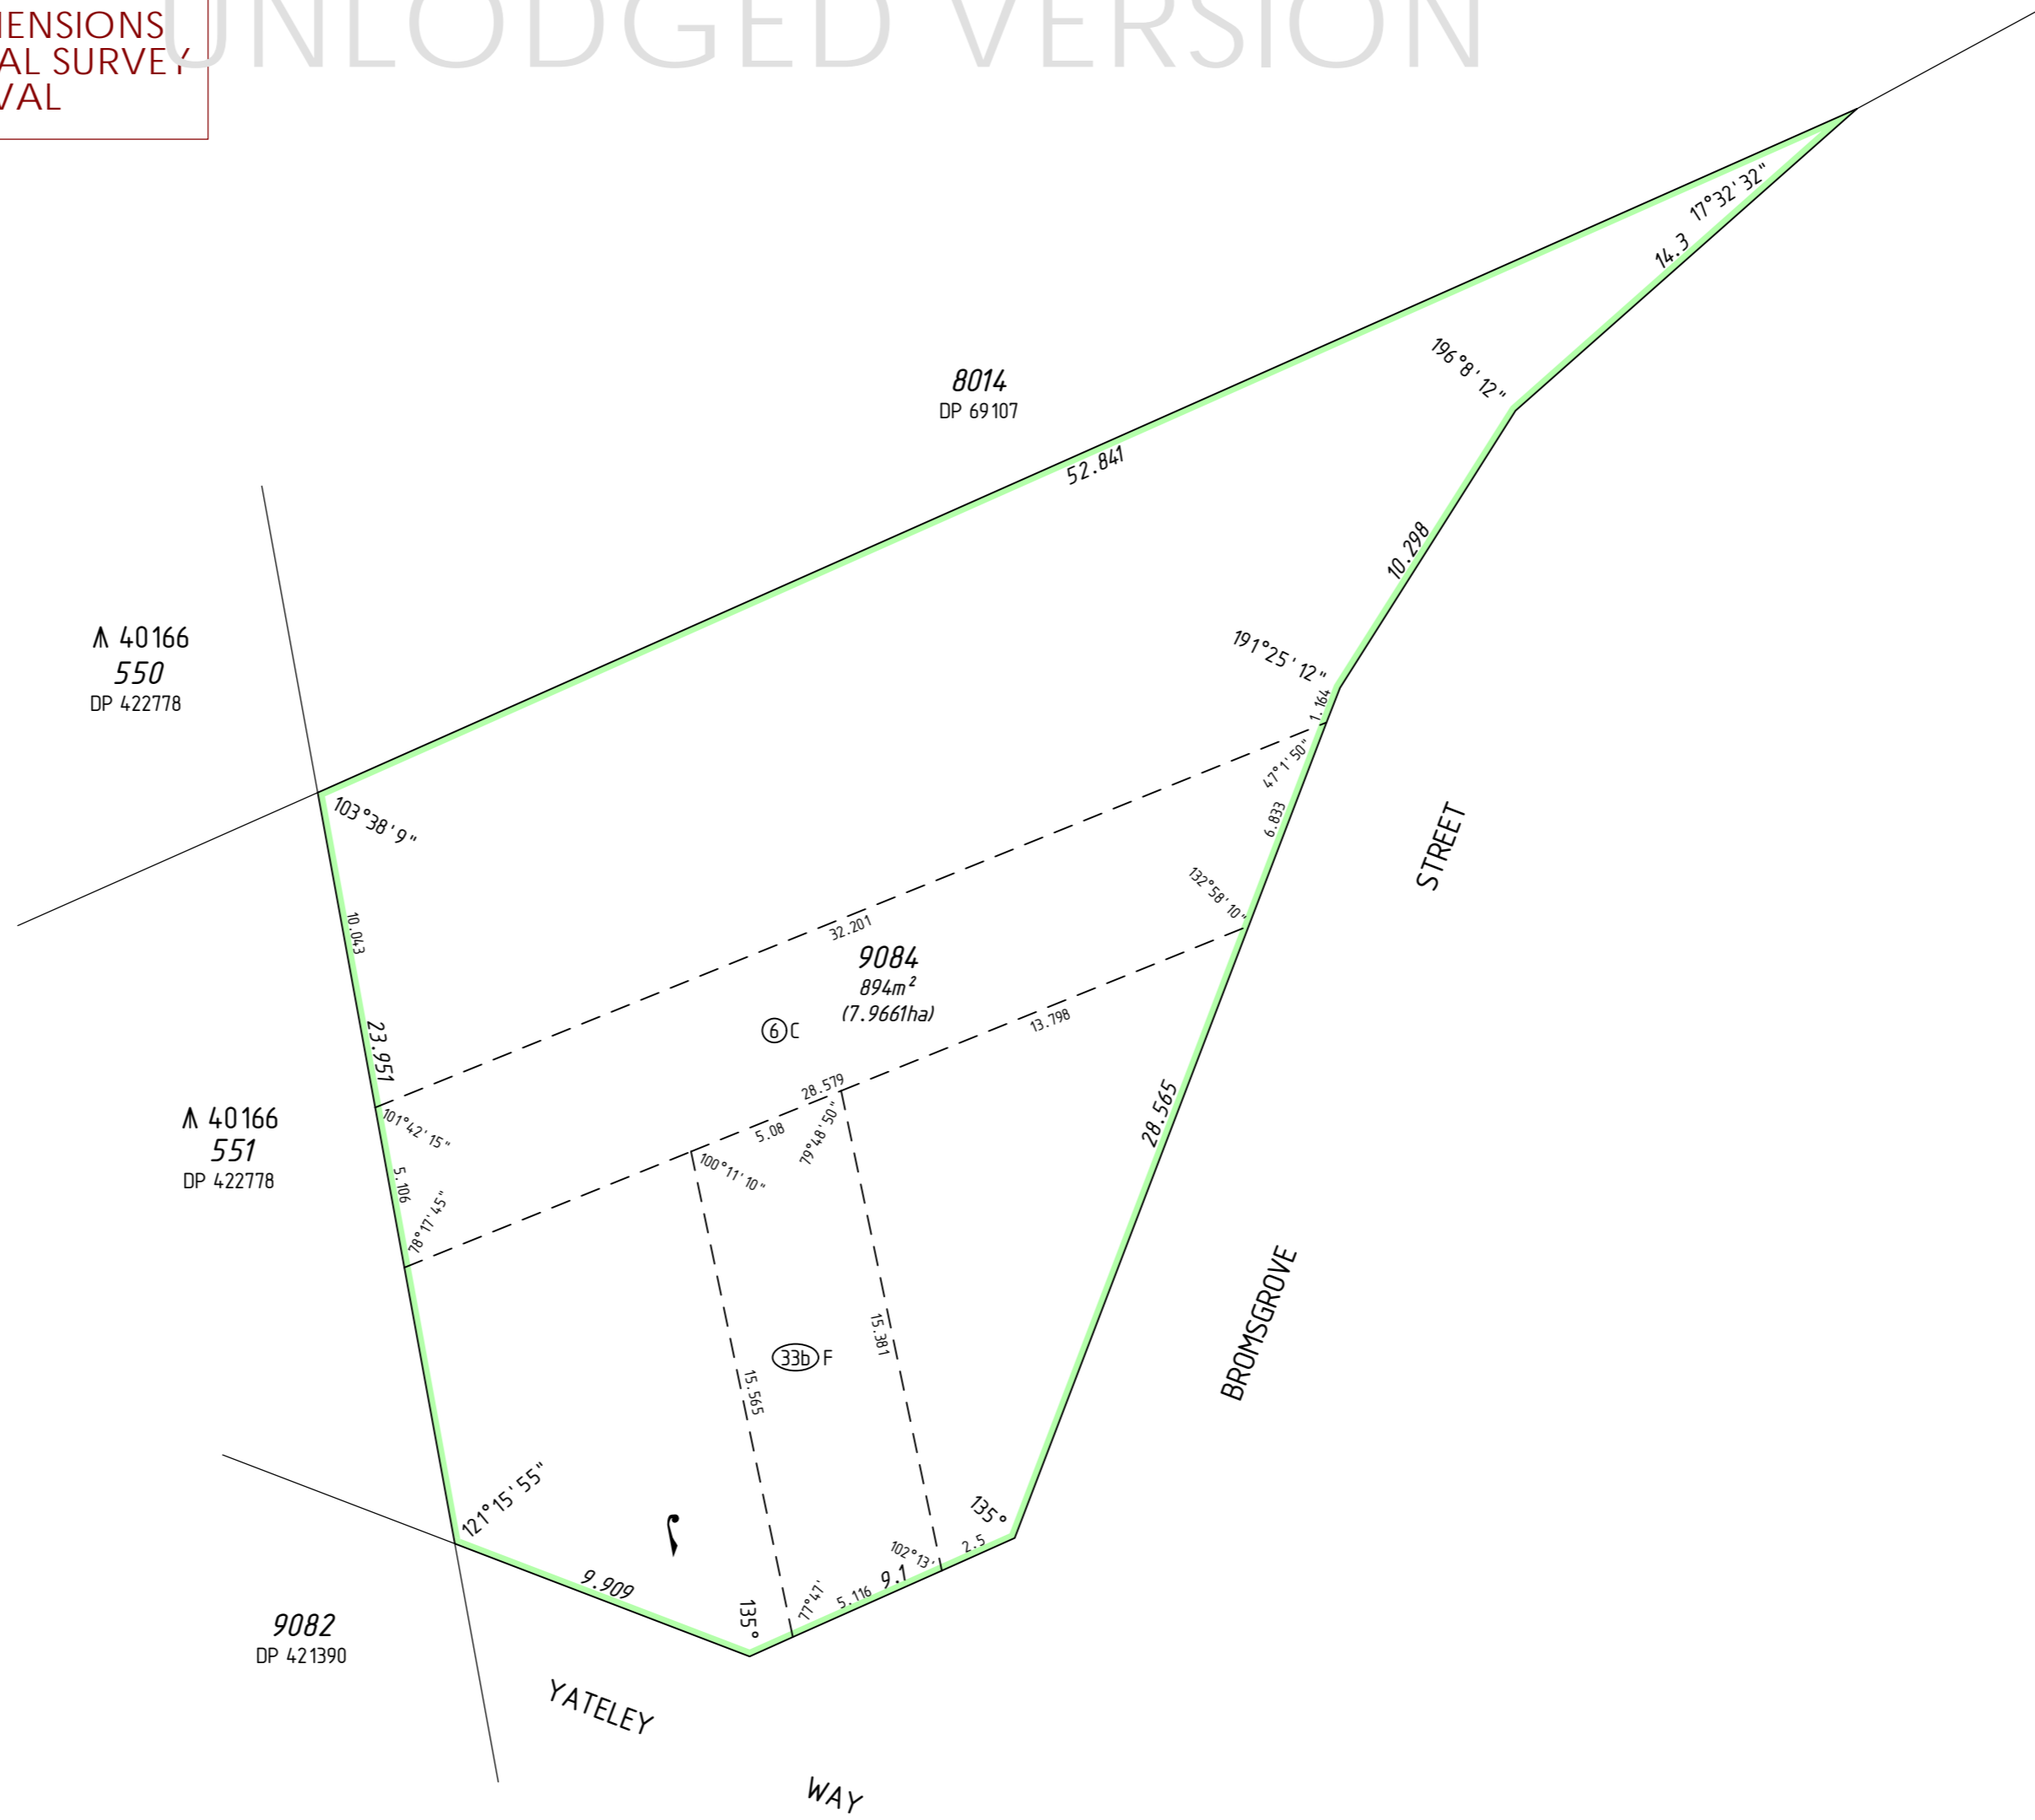 UNLODGED VERSION
ENSIONS
AL SURVEY
VAL
17°32'32"
14.3
196°8'12"
8014
DP 69107
52.841
10.298
⩚ 40166
550
DP 422778
191°25'12"
1.164
47°1'50"
6.833
103°38'9"
STREET
132°58'10"
10.043
32.201
9084
894m²
(7.9661ha)
6 C
13.798
23.951
28.579
5.08
79°48'50"
28.565
101°42'15"
⩚ 40166
551
DP 422778
100°11'10"
5.106
78°17'45"
BROMSGROVE
15.381
33b F
15.565
121°15'55"
135°
2.5
102°13'
9.1
5.116
77°47'
9.909
135°
9082
DP 421390
YATELEY
WAY